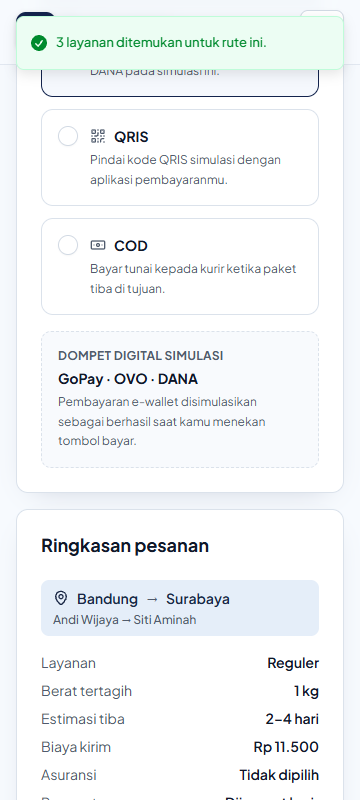 3 layanan ditemukan untuk rute ini.
DANA pada simulasi ini.
QRIS
Pindai kode QRIS simulasi dengan
aplikasi pembayaranmu.
COD
Bayar tunai kepada kurir ketika paket
tiba di tujuan.
DOMPET DIGITAL SIMULASI
GoPay · OVO · DANA
Pembayaran e-wallet disimulasikan
sebagai berhasil saat kamu menekan
tombol bayar.
Ringkasan pesanan
Bandung → Surabaya
Andi Wijaya → Siti Aminah
Layanan Reguler
Berat tertagih 1 kg
Estimasi tiba 2–4 hari
Biaya kirim Rp 11.500
Asuransi Tidak dipilih